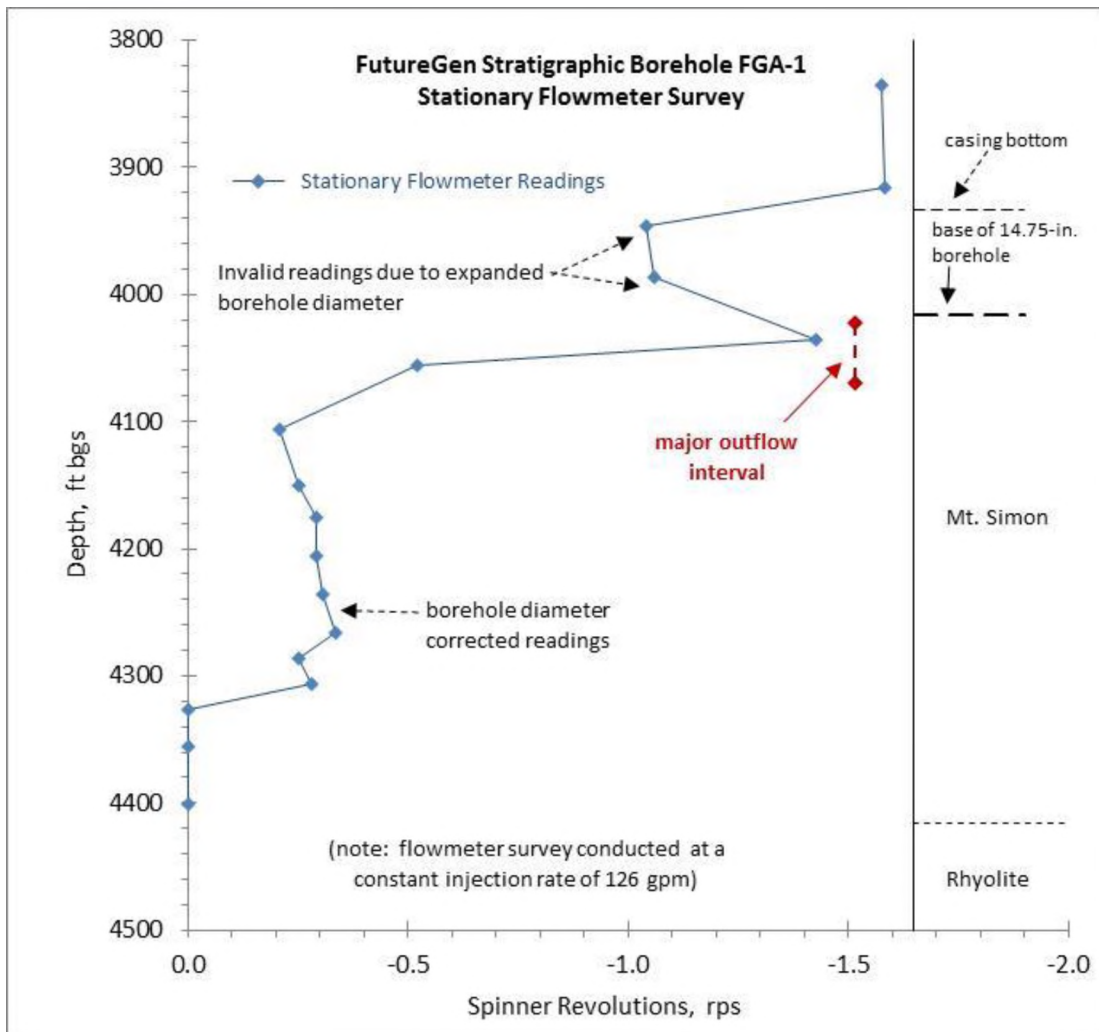 FutureGen Stratigraphic Borehole FGA-1
Stationary Flowmeter Survey
Stationary Flowmeter Readings
Invalid readings due to expanded
borehole diameter
major outflow
interval
borehole diameter
corrected readings
(note: flowmeter survey conducted at a
constant injection rate of 126 gpm)
casing bottom
base of 14.75-in.
borehole
Mt. Simon
Rhyolite
Depth, ft bgs
3800
3900
4000
4100
4200
4300
4400
4500
0.0
-0.5
-1.0
-1.5
-2.0
Spinner Revolutions, rps